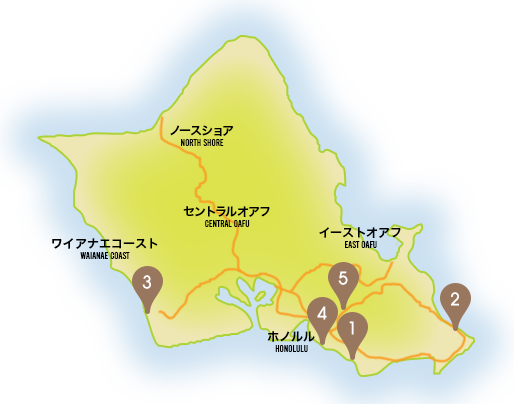 ノースショア
NORTH SHORE
セントラルオアフ
CENTRAL OAFU
イーストオアフ
EAST OAFU
ワイアナエコースト
WAIANAE COAST
3
5
2
4
1
ホノルル
HONOLULU